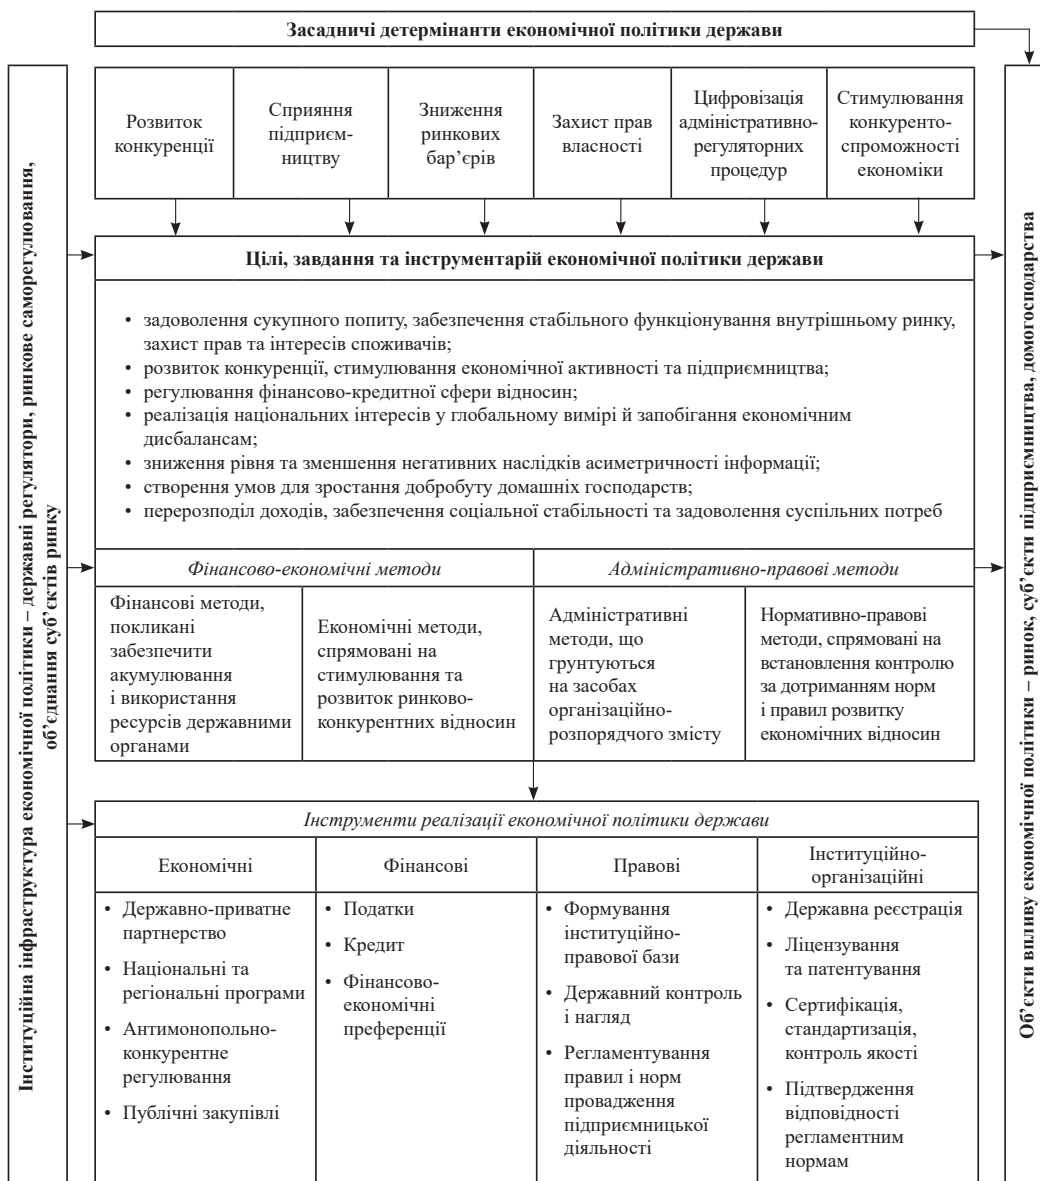 Засадничі детермінанти економічної політики держави
Інституційна інфраструктура економічної політики – державні регулятори, ринкове саморегулювання,
об’єднання суб’єктів ринку
Розвиток
конкуренції
Сприяння
підприєм-
ництву
Зниження
ринкових
бар’єрів
Захист прав
власності
Цифровізація
адміністративно-
регуляторних
процедур
Стимулювання
конкуренто-
спроможності
економіки
Цілі, завдання та інструментарій економічної політики держави
• задоволення сукупного попиту, забезпечення стабільного функціонування внутрішньому ринку,
захист прав та інтересів споживачів;
• розвиток конкуренції, стимулювання економічної активності та підприємництва;
• регулювання фінансово-кредитної сфери відносин;
• реалізація національних інтересів у глобальному вимірі й запобігання економічним
дисбалансам;
• зниження рівня та зменшення негативних наслідків асиметричності інформації;
• створення умов для зростання добробуту домашніх господарств;
• перерозподіл доходів, забезпечення соціальної стабільності та задоволення суспільних потреб
Фінансово-економічні методи
Адміністративно-правові методи
Фінансові методи,
покликані
забезпечити
акумулювання
і використання
ресурсів державними
органами
Економічні методи,
спрямовані на
стимулювання та
розвиток ринково-
конкурентних відносин
Адміністративні
методи, що
грунтуються
на засобах
організаційно-
розпорядчого змісту
Нормативно-правові
методи, спрямовані на
встановлення контролю
за дотриманням норм
і правил розвитку
економічних відносин
Інструменти реалізації економічної політики держави
Економічні
• Державно-приватне
партнерство
• Національні та
регіональні програми
• Антимонопольно-
конкурентне
регулювання
• Публічні закупівлі
Фінансові
• Податки
• Кредит
• Фінансово-
економічні
преференції
Правові
• Формування
інституційно-
правової бази
• Державний контроль
і нагляд
• Регламентування
правил і норм
провадження
підприємницької
діяльності
Інституційно-
організаційні
• Державна реєстрація
• Ліцензування
та патентування
• Сертифікація,
стандартизація,
контроль якості
• Підтвердження
відповідності
регламентним
нормам
Об’єкти впливу економічної політики – ринок, суб’єкти підприємництва, домогосподарства